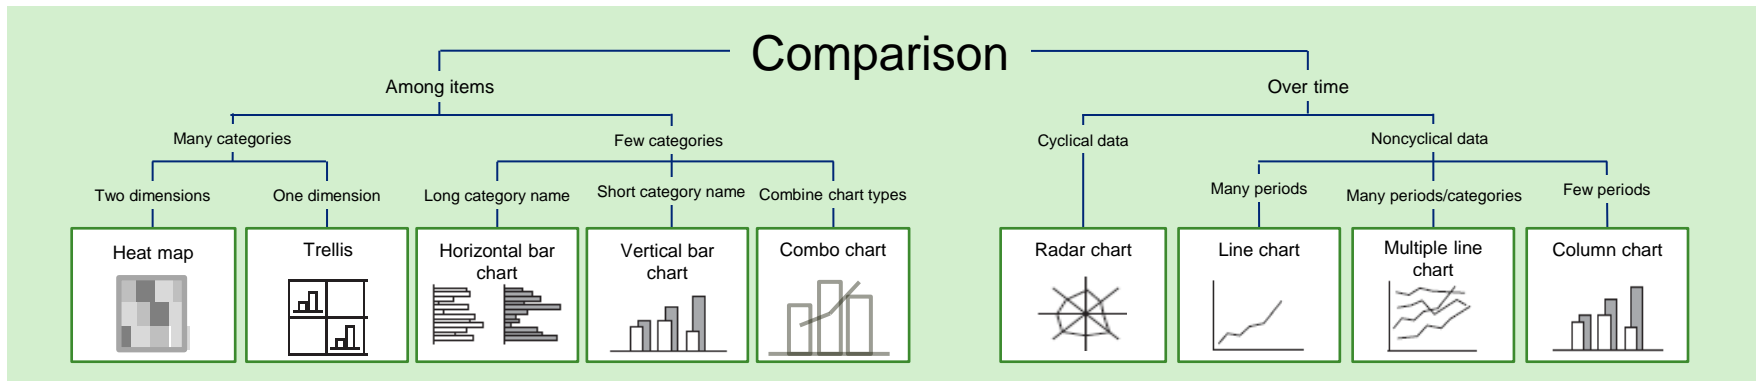 Comparison
Among items
Over time
Many categories
Few categories
Cyclical data
Noncyclical data
Two dimensions
One dimension
Long category name
Short category name
Combine chart types
Many periods
Many periods/categories
Few periods
Heat map
Trellis
Horizontal bar
chart
Vertical bar
chart
Combo chart
Radar chart
Line chart
Multiple line
chart
Column chart